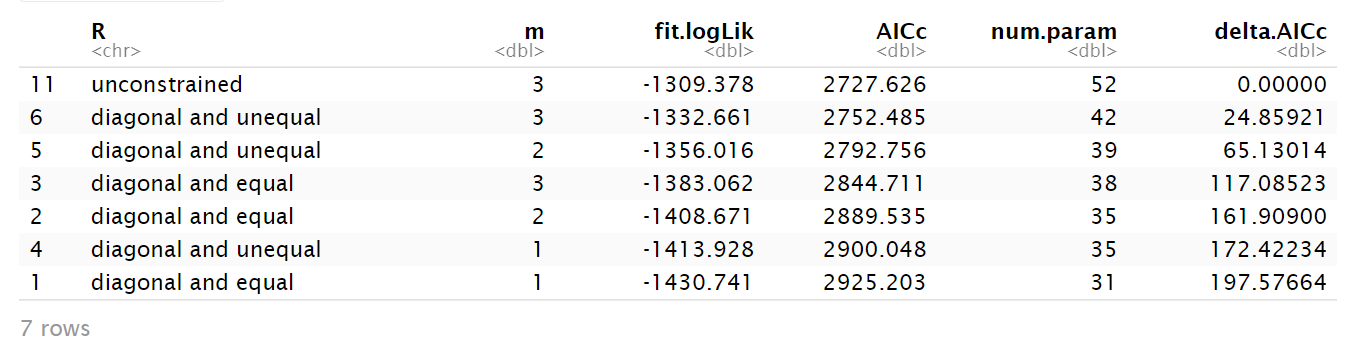 R m fit.logLik AICc num.param delta.AICc
<chr> <dbl> <dbl> <dbl> <dbl> <dbl>
11 unconstrained 3 -1309.378 2727.626 52 0.00000
6 diagonal and unequal 3 -1332.661 2752.485 42 24.85921
5 diagonal and unequal 2 -1356.016 2792.756 39 65.13014
3 diagonal and equal 3 -1383.062 2844.711 38 117.08523
2 diagonal and equal 2 -1408.671 2889.535 35 161.90900
4 diagonal and unequal 1 -1413.928 2900.048 35 172.42234
1 diagonal and equal 1 -1430.741 2925.203 31 197.57664
7 rows